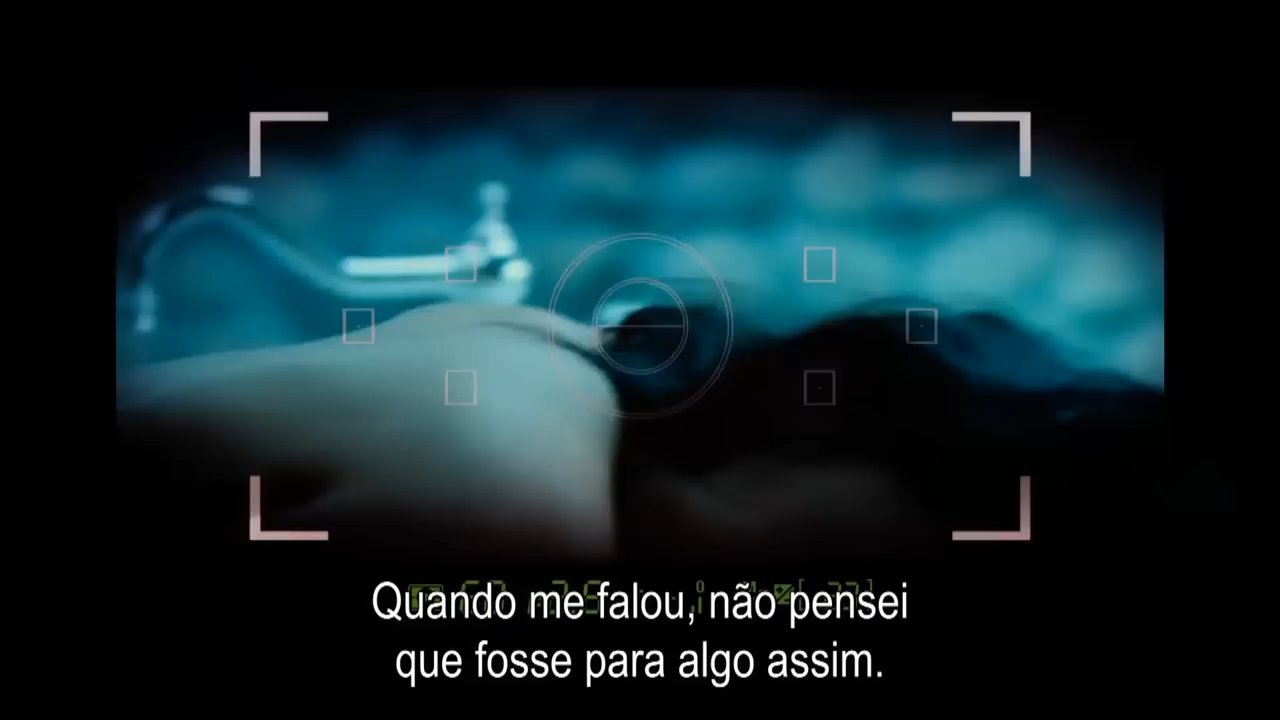 Quando me falou, não pensei
que fosse para algo assim.